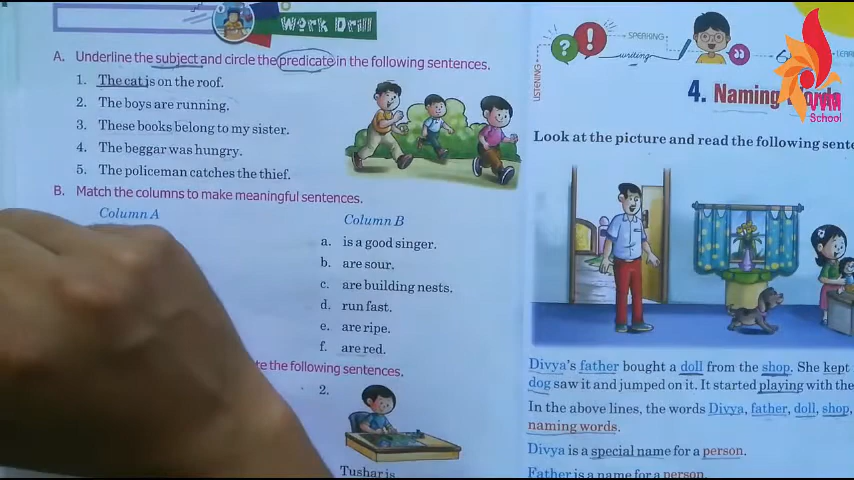 Work Drill
A. Underline the subject and circle the predicate in the following sentences.
1. The cat is on the roof.
2. The boys are running.
3. These books belong to my sister.
4. The beggar was hungry.
5. The policeman catches the thief.
B. Match the columns to make meaningful sentences.
Column A
Column B
a. is a good singer.
b. are sour.
c. are building nests.
d. run fast.
e. are ripe.
f. are red.
the following sentences.
2.
Tushar is
LISTENING
SPEAKING
writing
School
4. Naming Words
Look at the picture and read the following
Divya's father bought a doll from the shop. She kept
dog saw it and jumped on it. It started playing with the
In the above lines, the words Divya, father, doll, shop,
naming words.
Divya is a special name for a person.
Father is a name for a person.